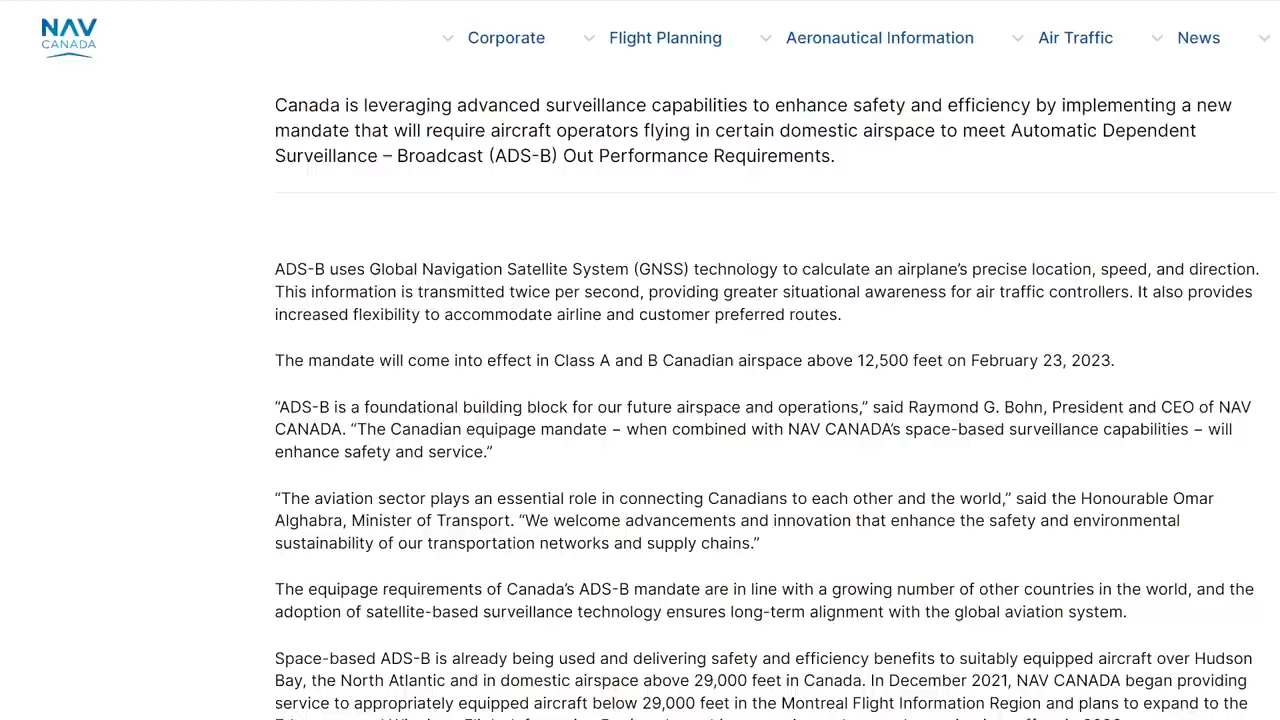 NAV
CANADA
Corporate
Flight Planning
Aeronautical Information
Air Traffic
News
Canada is leveraging advanced surveillance capabilities to enhance safety and efficiency by implementing a new
mandate that will require aircraft operators flying in certain domestic airspace to meet Automatic Dependent
Surveillance – Broadcast (ADS-B) Out Performance Requirements.
ADS-B uses Global Navigation Satellite System (GNSS) technology to calculate an airplane’s precise location, speed, and direction.
This information is transmitted twice per second, providing greater situational awareness for air traffic controllers. It also provides
increased flexibility to accommodate airline and customer preferred routes.
The mandate will come into effect in Class A and B Canadian airspace above 12,500 feet on February 23, 2023.
“ADS-B is a foundational building block for our future airspace and operations,” said Raymond G. Bohn, President and CEO of NAV
CANADA. “The Canadian equipage mandate – when combined with NAV CANADA’s space-based surveillance capabilities – will
enhance safety and service.”
“The aviation sector plays an essential role in connecting Canadians to each other and the world,” said the Honourable Omar
Alghabra, Minister of Transport. “We welcome advancements and innovation that enhance the safety and environmental
sustainability of our transportation networks and supply chains.”
The equipage requirements of Canada’s ADS-B mandate are in line with a growing number of other countries in the world, and the
adoption of satellite-based surveillance technology ensures long-term alignment with the global aviation system.
Space-based ADS-B is already being used and delivering safety and efficiency benefits to suitably equipped aircraft over Hudson
Bay, the North Atlantic and in domestic airspace above 29,000 feet in Canada. In December 2021, NAV CANADA began providing
service to appropriately equipped aircraft below 29,000 feet in the Montreal Flight Information Region and plans to expand to the